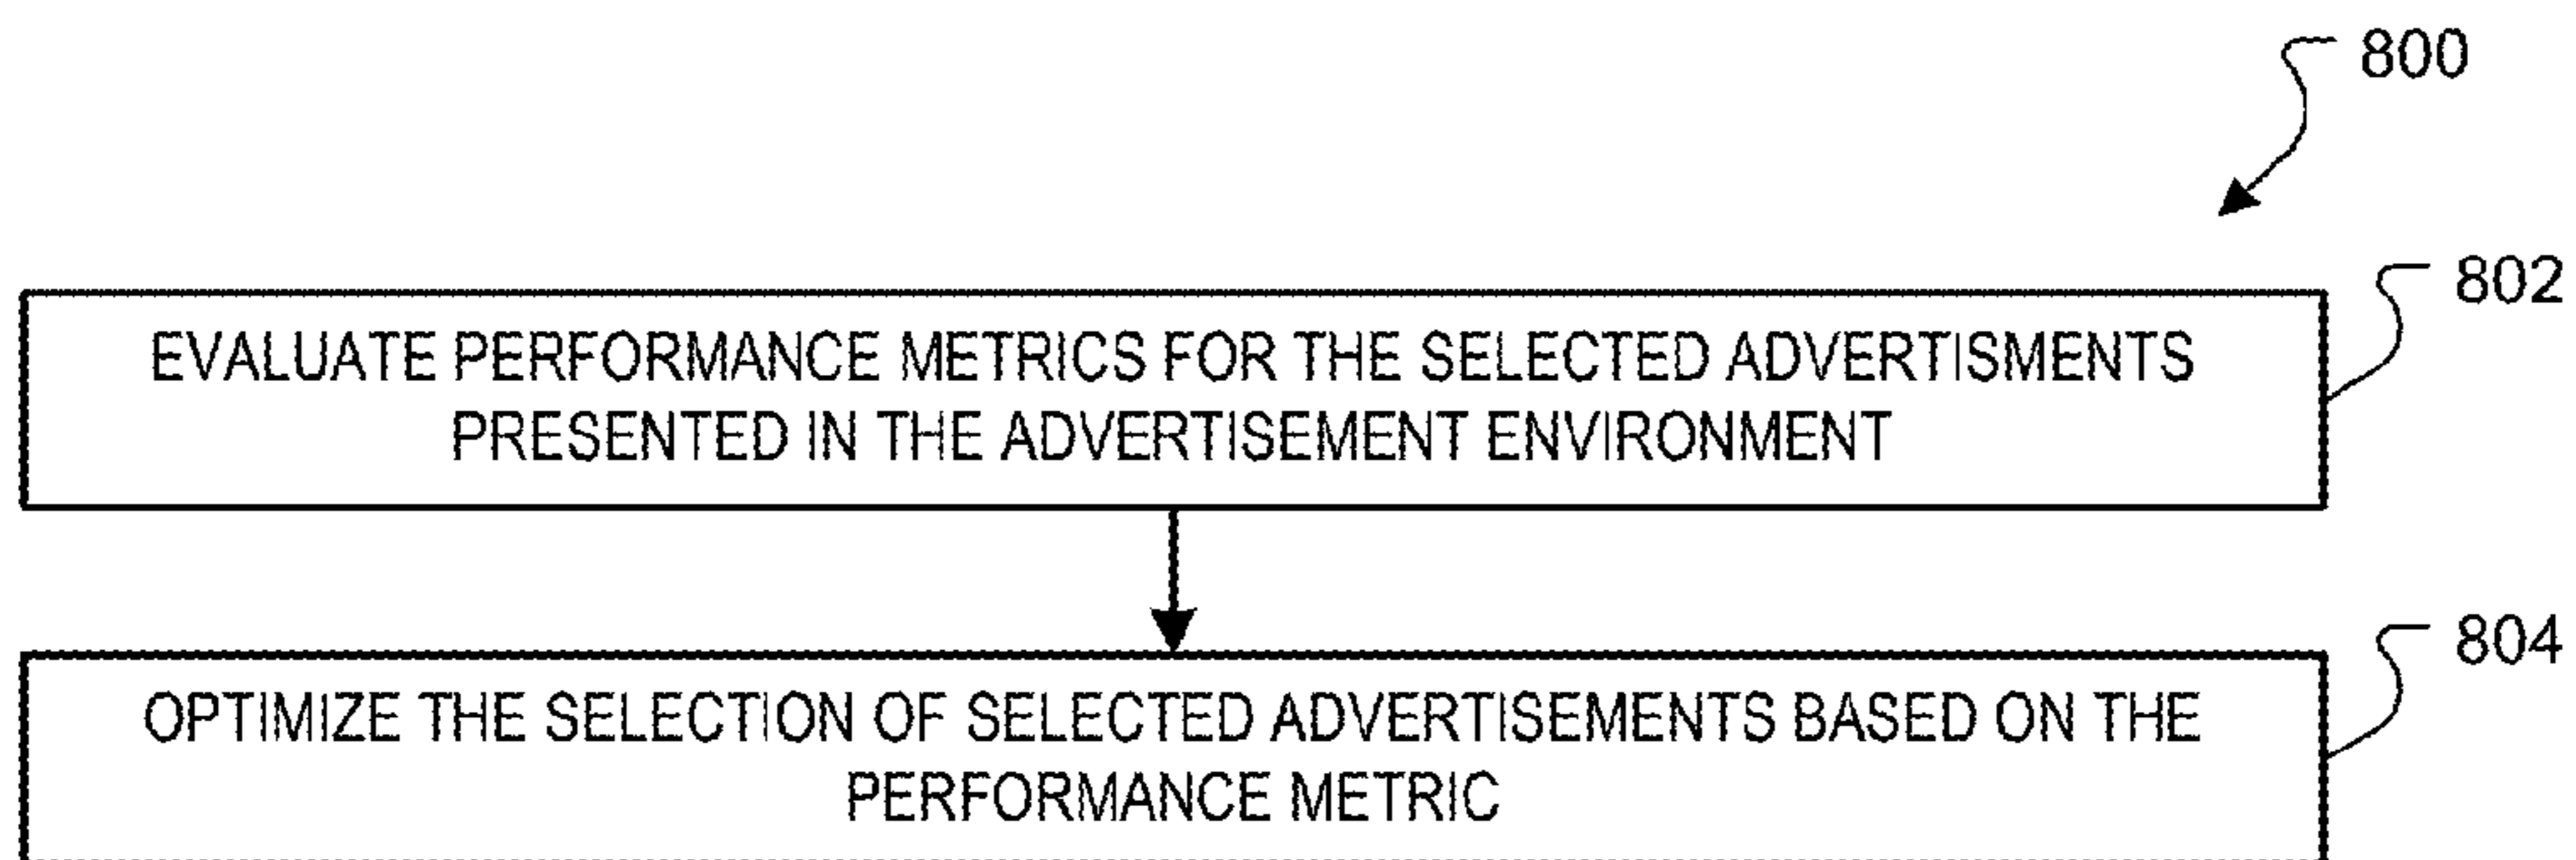 800
802
EVALUATE PERFORMANCE METRICS FOR THE SELECTED ADVERTISMENTS
PRESENTED IN THE ADVERTISEMENT ENVIRONMENT
804
OPTIMIZE THE SELECTION OF SELECTED ADVERTISEMENTS BASED ON THE
PERFORMANCE METRIC